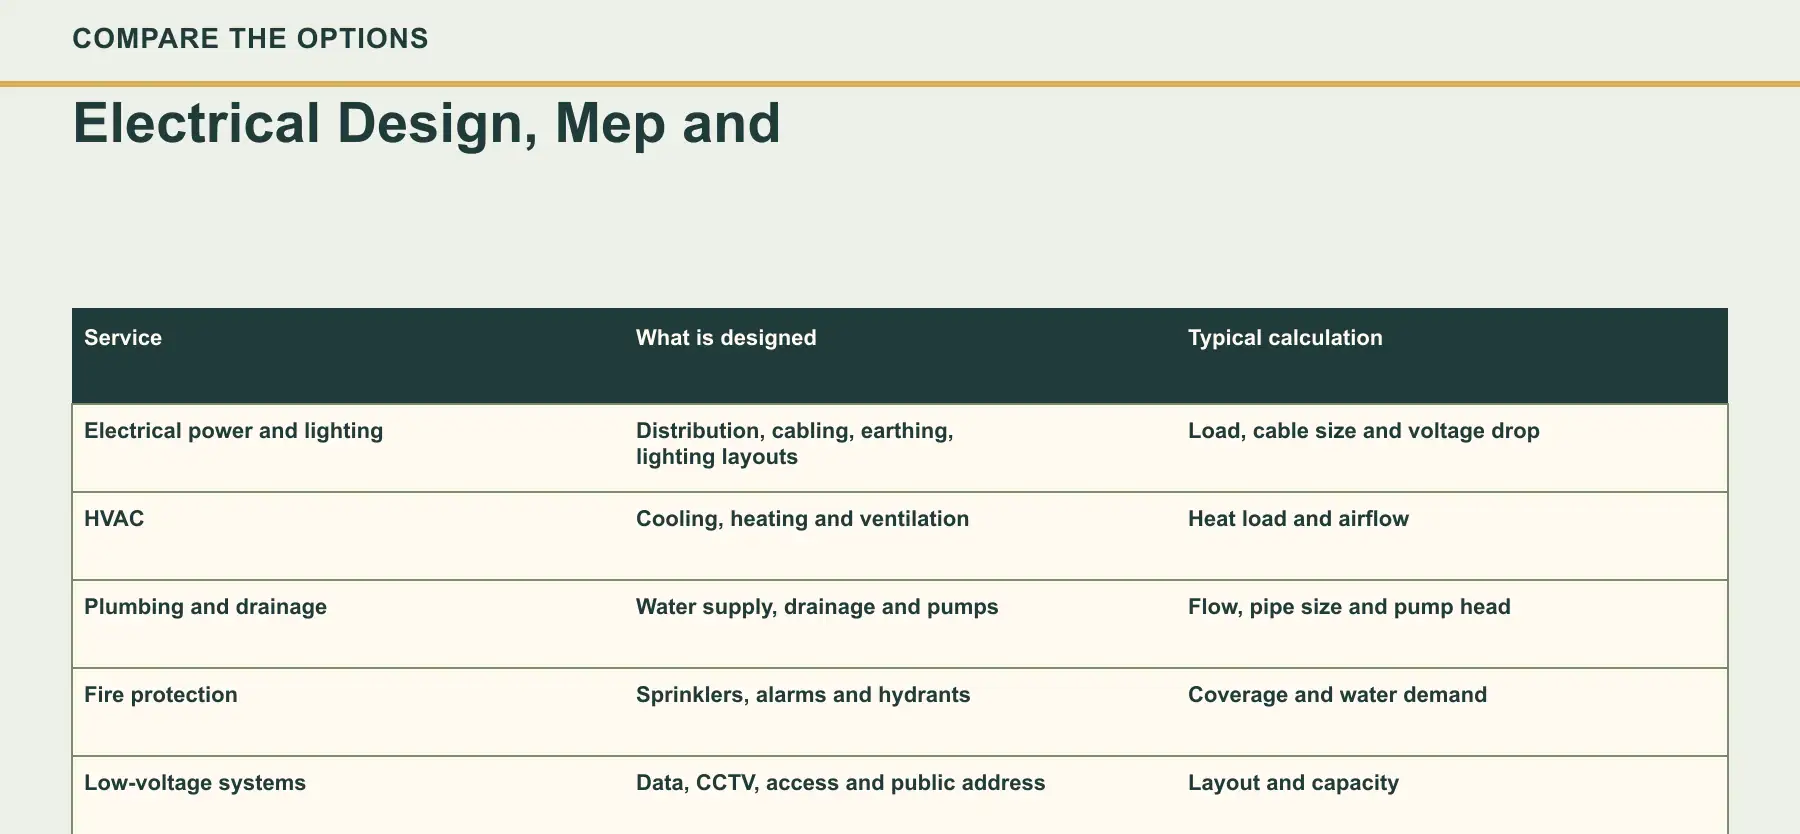 COMPARE THE OPTIONS
Electrical Design, Mep and
Service What is designed Typical calculation
Electrical power and lighting Distribution, cabling, earthing, Load, cable size and voltage drop
lighting layouts
HVAC Cooling, heating and ventilation Heat load and airflow
Plumbing and drainage Water supply, drainage and pumps Flow, pipe size and pump head
Fire protection Sprinklers, alarms and hydrants Coverage and water demand
Low-voltage systems Data, CCTV, access and public address Layout and capacity